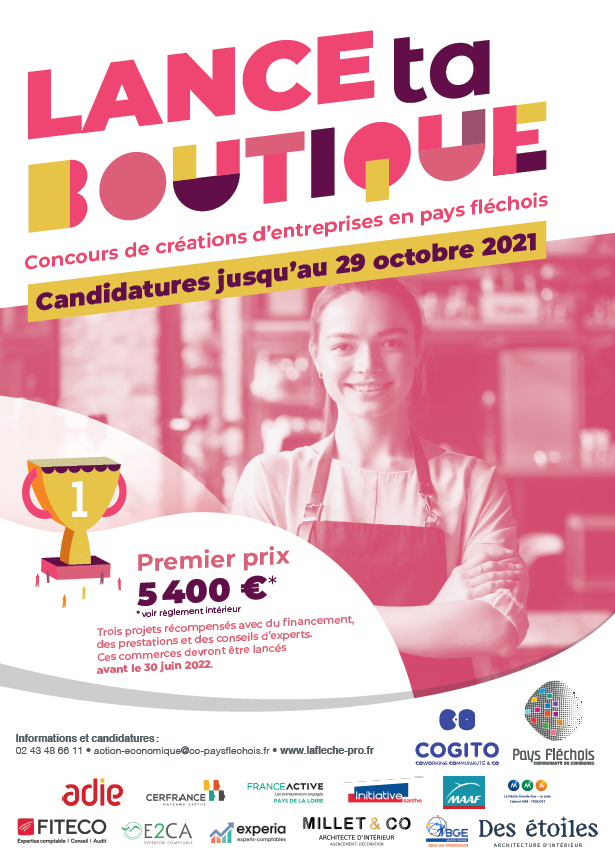 LANCE ta
BOUTIQUE
Concours de créations d'entreprises en pays fléchois
Candidatures jusqu'au 29 octobre 2021
1
Premier prix
5 400 €*
* voir règlement intérieur
Trois projets récompensés avec du financement,
des prestations et des conseils d'experts.
Ces commerces devront être lancés
avant le 30 juin 2022.
Informations et candidatures :
02 43 48 66 11 • action-economique@cc-paysflechois.fr • www.lafleche-pro.fr
COGITO
COWORKING COMMUNAUTÉ & CO
Pays Fléchois
COMMUNAUTÉ DE COMMUNES
adie
CERFRANCE
MAYENNE-SARTHE
FRANCE ACTIVE
Les entrepreneurs engagés
PAYS DE LA LOIRE
Initiative sarthe
MAAF
MMA
FITECO
Expertise comptable | Conseil | Audit
E2CA
EXPERTISE COMPTABLE
experia
experts-comptables
MILLET & CO
ARCHITECTE D'INTÉRIEUR
AGENCEMENT - DÉCORATION
BGE
Des étoiles
ARCHITECTURE D'INTÉRIEUR